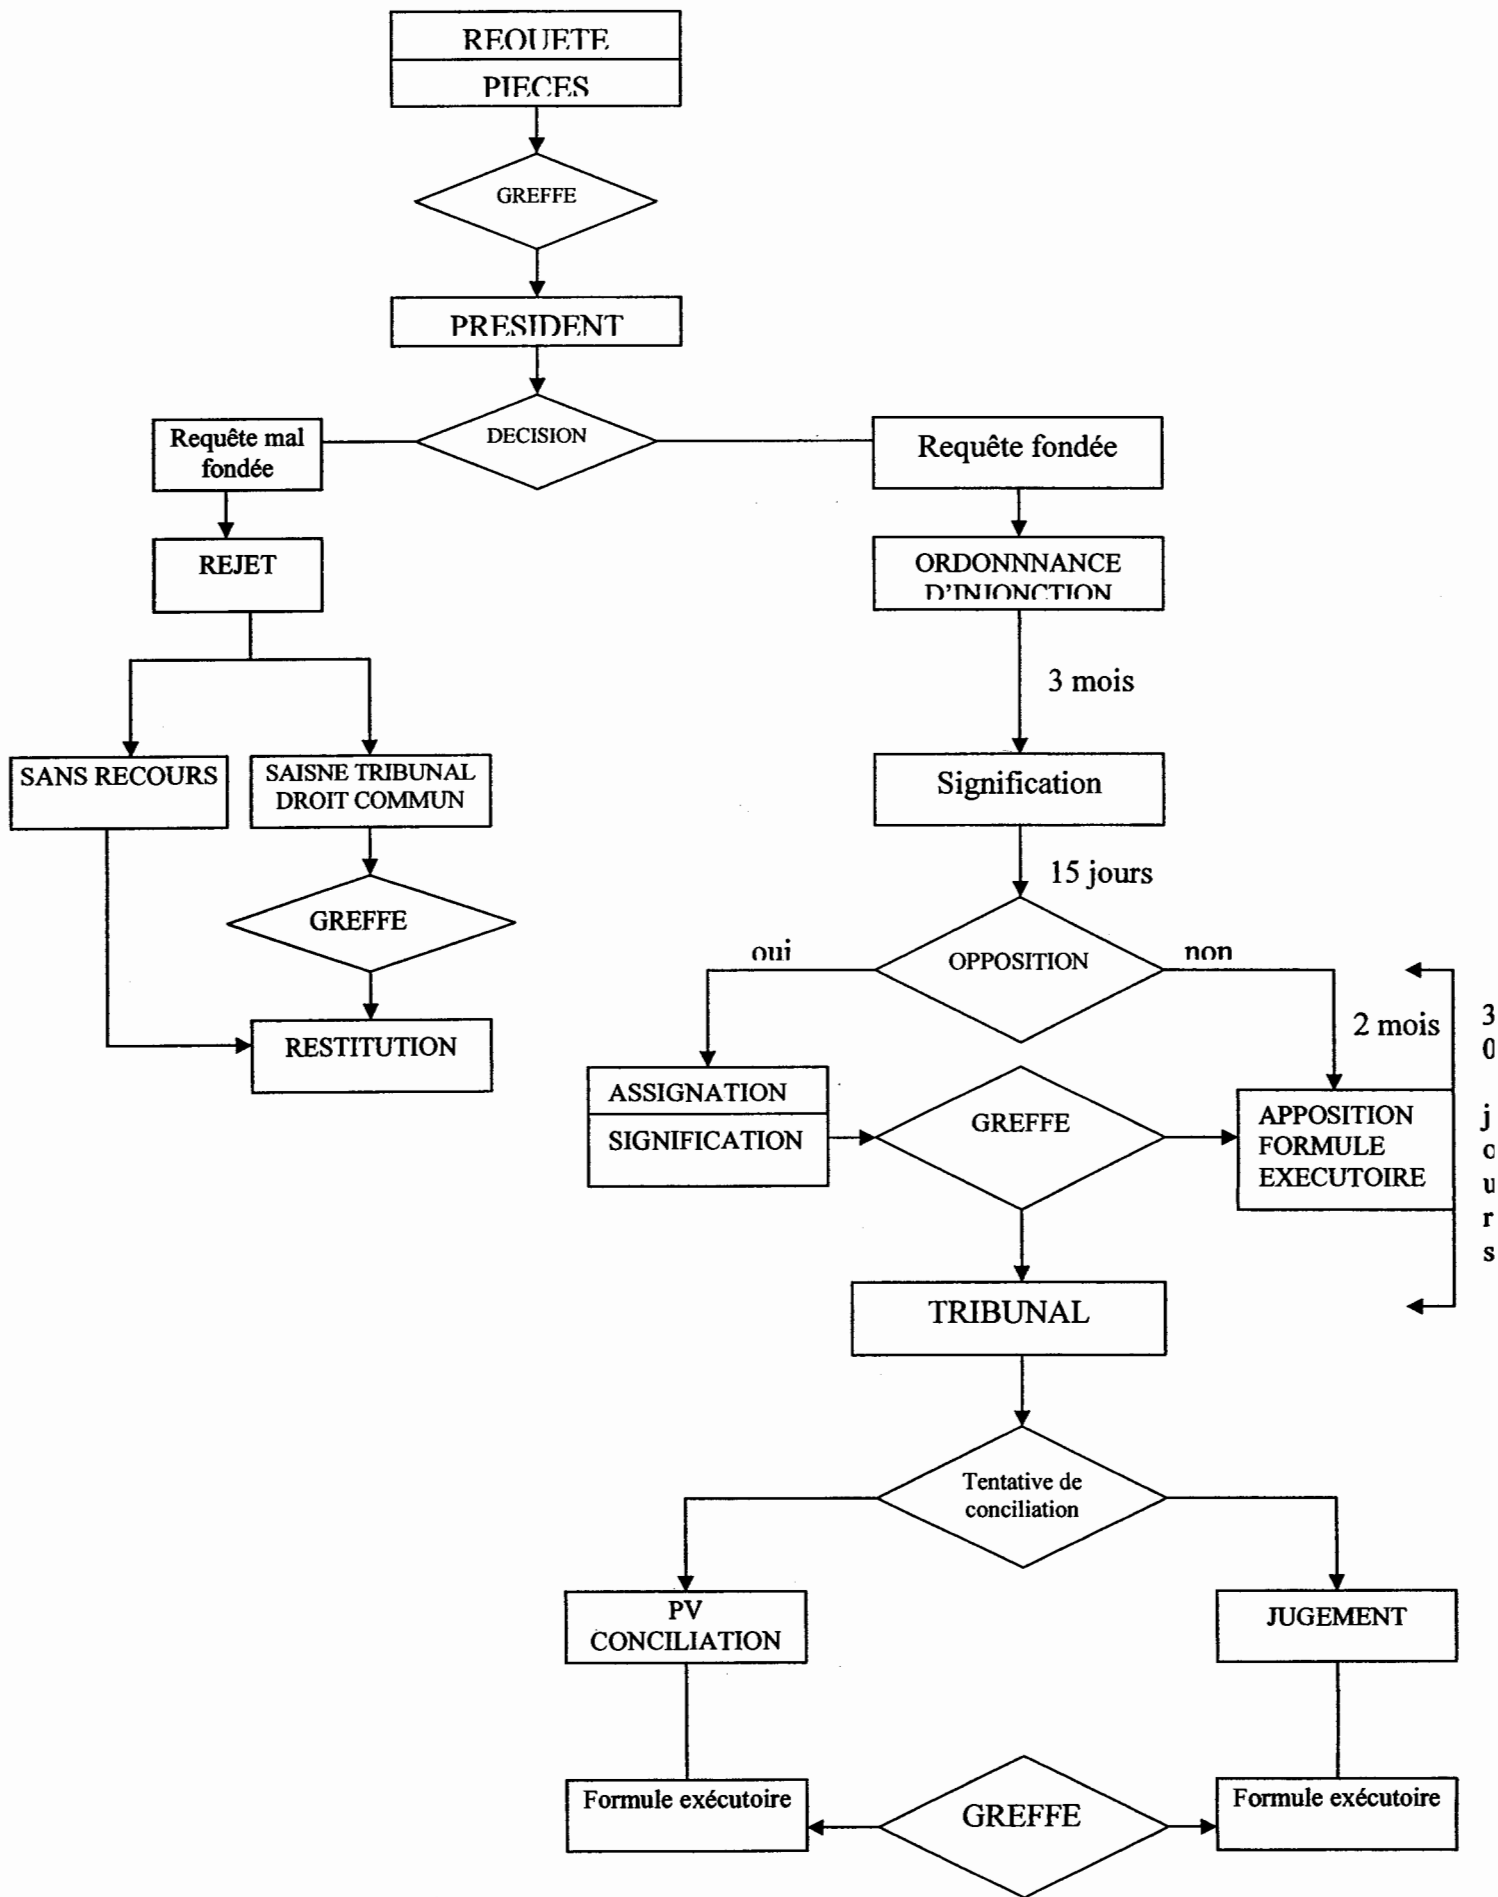 REQUETE
PIECES
GREFFE
PRESIDENT
DECISION
Requête mal
fondée
Requête fondée
REJET
ORDONNNANCE
D'INJONCTION
3 mois
SANS RECOURS
SAISNE TRIBUNAL
DROIT COMMUN
Signification
15 jours
GREFFE
OPPOSITION
oui
non
2 mois
30 jours
RESTITUTION
ASSIGNATION
SIGNIFICATION
GREFFE
APPOSITION
FORMULE
EXECUTOIRE
TRIBUNAL
Tentative de
conciliation
PV
CONCILIATION
JUGEMENT
Formule exécutoire
GREFFE
Formule exécutoire